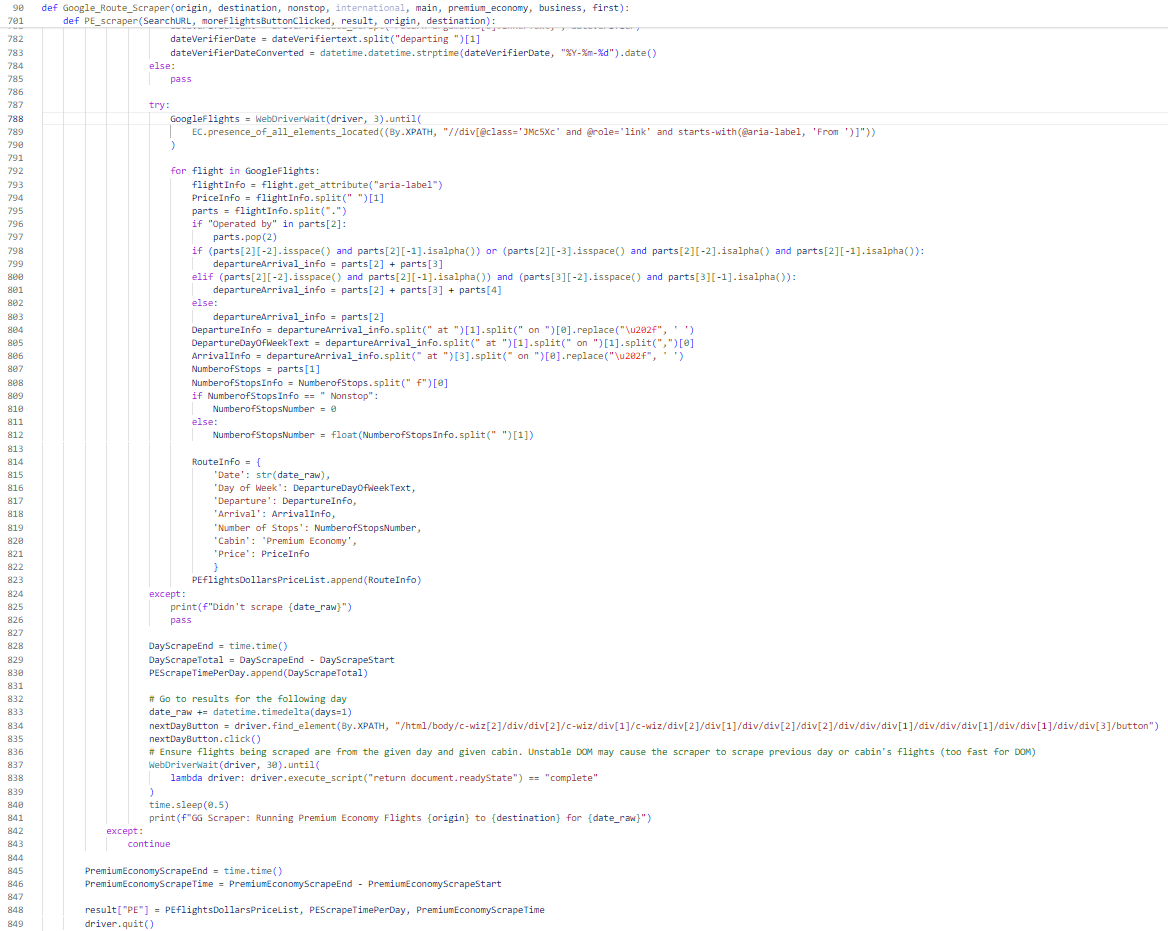 90 def Google_Route_Scraper(origin, destination, nonstop, international, main, premium_economy, business, first):
701 def PE_scraper(SearchURL, moreFlightsButtonClicked, result, origin, destination):
782 dateVerifierDate = dateVerifiertext.split("departing ")[1]
783 dateVerifierDateConverted = datetime.datetime.strptime(dateVerifierDate, "%Y-%m-%d").date()
784 else:
785 pass
786
787 try:
788 GoogleFlights = WebDriverWait(driver, 3).until(
789 EC.presence_of_all_elements_located((By.XPATH, "//div[@class='JMc5Xc' and @role='link' and starts-with(@aria-label, 'From ')]"))
790 )
791
792 for flight in GoogleFlights:
793 flightInfo = flight.get_attribute("aria-label")
794 PriceInfo = flightInfo.split(" ")[1]
795 parts = flightInfo.split(".")
796 if "Operated by" in parts[2]:
797 parts.pop(2)
798 if (parts[2][-2].isspace() and parts[2][-1].isalpha()) or (parts[2][-3].isspace() and parts[2][-2].isalpha() and parts[2][-1].isalpha()):
799 departureArrival_info = parts[2] + parts[3]
800 elif (parts[2][-2].isspace() and parts[2][-1].isalpha()) and (parts[3][-2].isspace() and parts[3][-1].isalpha()):
801 departureArrival_info = parts[2] + parts[3] + parts[4]
802 else:
803 departureArrival_info = parts[2]
804 DepartureInfo = departureArrival_info.split(" at ")[1].split(" on ")[0].replace("\u202f", ' ')
805 DepartureDayOfWeekText = departureArrival_info.split(" at ")[1].split(" on ")[1].split(",")[0]
806 ArrivalInfo = departureArrival_info.split(" at ")[3].split(" on ")[0].replace("\u202f", ' ')
807 NumberofStops = parts[1]
808 NumberofStopsInfo = NumberofStops.split(" f")[0]
809 if NumberofStopsInfo == " Nonstop":
810 NumberofStopsNumber = 0
811 else:
812 NumberofStopsNumber = float(NumberofStopsInfo.split(" ")[1])
813
814 RouteInfo = {
815 'Date': str(date_raw),
816 'Day of Week': DepartureDayOfWeekText,
817 'Departure': DepartureInfo,
818 'Arrival': ArrivalInfo,
819 'Number of Stops': NumberofStopsNumber,
820 'Cabin': 'Premium Economy',
821 'Price': PriceInfo
822 }
823 PEflightsDollarsPriceList.append(RouteInfo)
824 except:
825 print(f"Didn't scrape {date_raw}")
826 pass
827
828 DayScrapeEnd = time.time()
829 DayScrapeTotal = DayScrapeEnd - DayScrapeStart
830 PEScrapeTimePerDay.append(DayScrapeTotal)
831
832 # Go to results for the following day
833 date_raw += datetime.timedelta(days=1)
834 nextDayButton = driver.find_element(By.XPATH, "/html/body/c-wiz[2]/div/div[2]/c-wiz/div[1]/c-wiz/div[2]/div[1]/div/div[2]/div[2]/div/div/div[1]/div/div/div[1]/div/div[1]/div/div[3]/button")
835 nextDayButton.click()
836 # Ensure flights being scraped are from the given day and given cabin. Unstable DOM may cause the scraper to scrape previous day or cabin's flights (too fast for DOM)
837 WebDriverWait(driver, 30).until(
838 lambda driver: driver.execute_script("return document.readyState") == "complete"
839 )
840 time.sleep(0.5)
841 print(f"GG Scraper: Running Premium Economy Flights {origin} to {destination} for {date_raw}")
842 except:
843 continue
844
845 PremiumEconomyScrapeEnd = time.time()
846 PremiumEconomyScrapeTime = PremiumEconomyScrapeEnd - PremiumEconomyScrapeStart
847
848 result["PE"] = PEflightsDollarsPriceList, PEScrapeTimePerDay, PremiumEconomyScrapeTime
849 driver.quit()